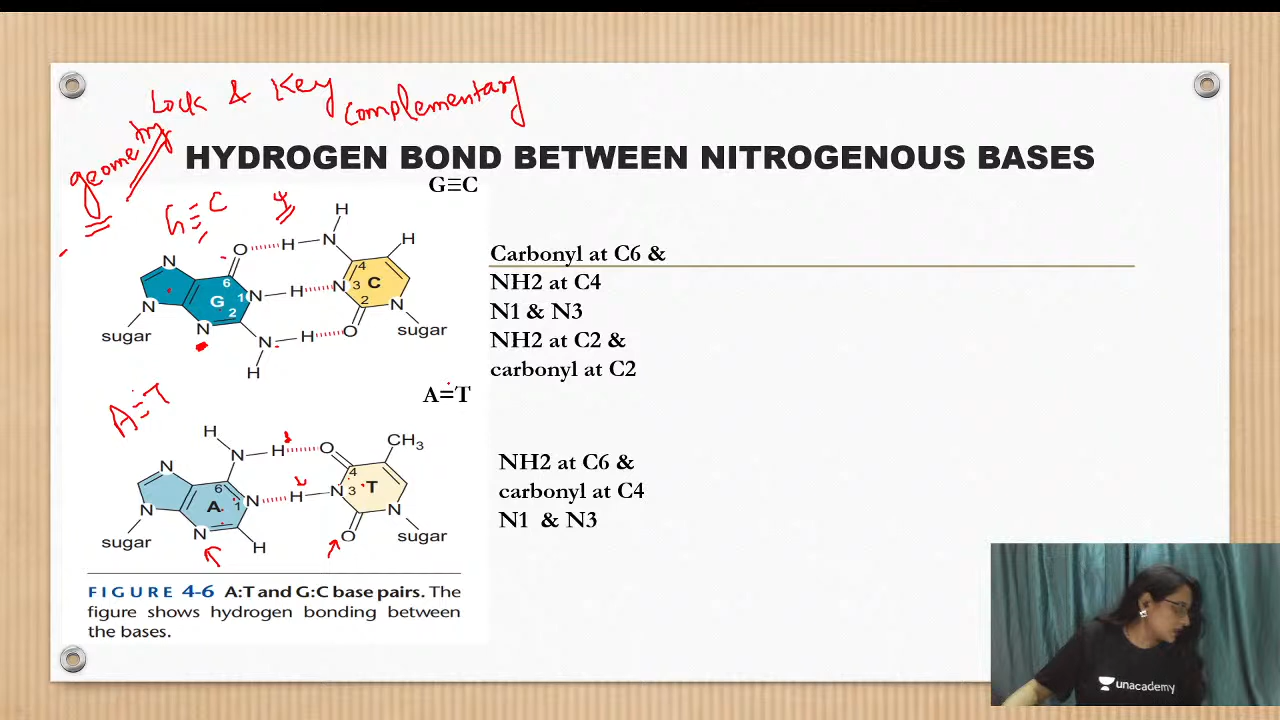 Lock & Key
complementary
geometry
HYDROGEN BOND BETWEEN NITROGENOUS BASES
G≡C
G≡C
H
O H N H
N
6 4
G 1 N H N 3 C
N 2 2 N
sugar N O sugar
N H
H
Carbonyl at C6 &
NH2 at C4
N1 & N3
NH2 at C2 &
carbonyl at C2
A=T
A=T
H
N H O CH3
N
6 4
A 1 N H N 3 T
N N N
sugar H O sugar
NH2 at C6 &
carbonyl at C4
N1 & N3
FIGURE 4-6 A:T and G:C base pairs. The
figure shows hydrogen bonding between
the bases.
unacademy